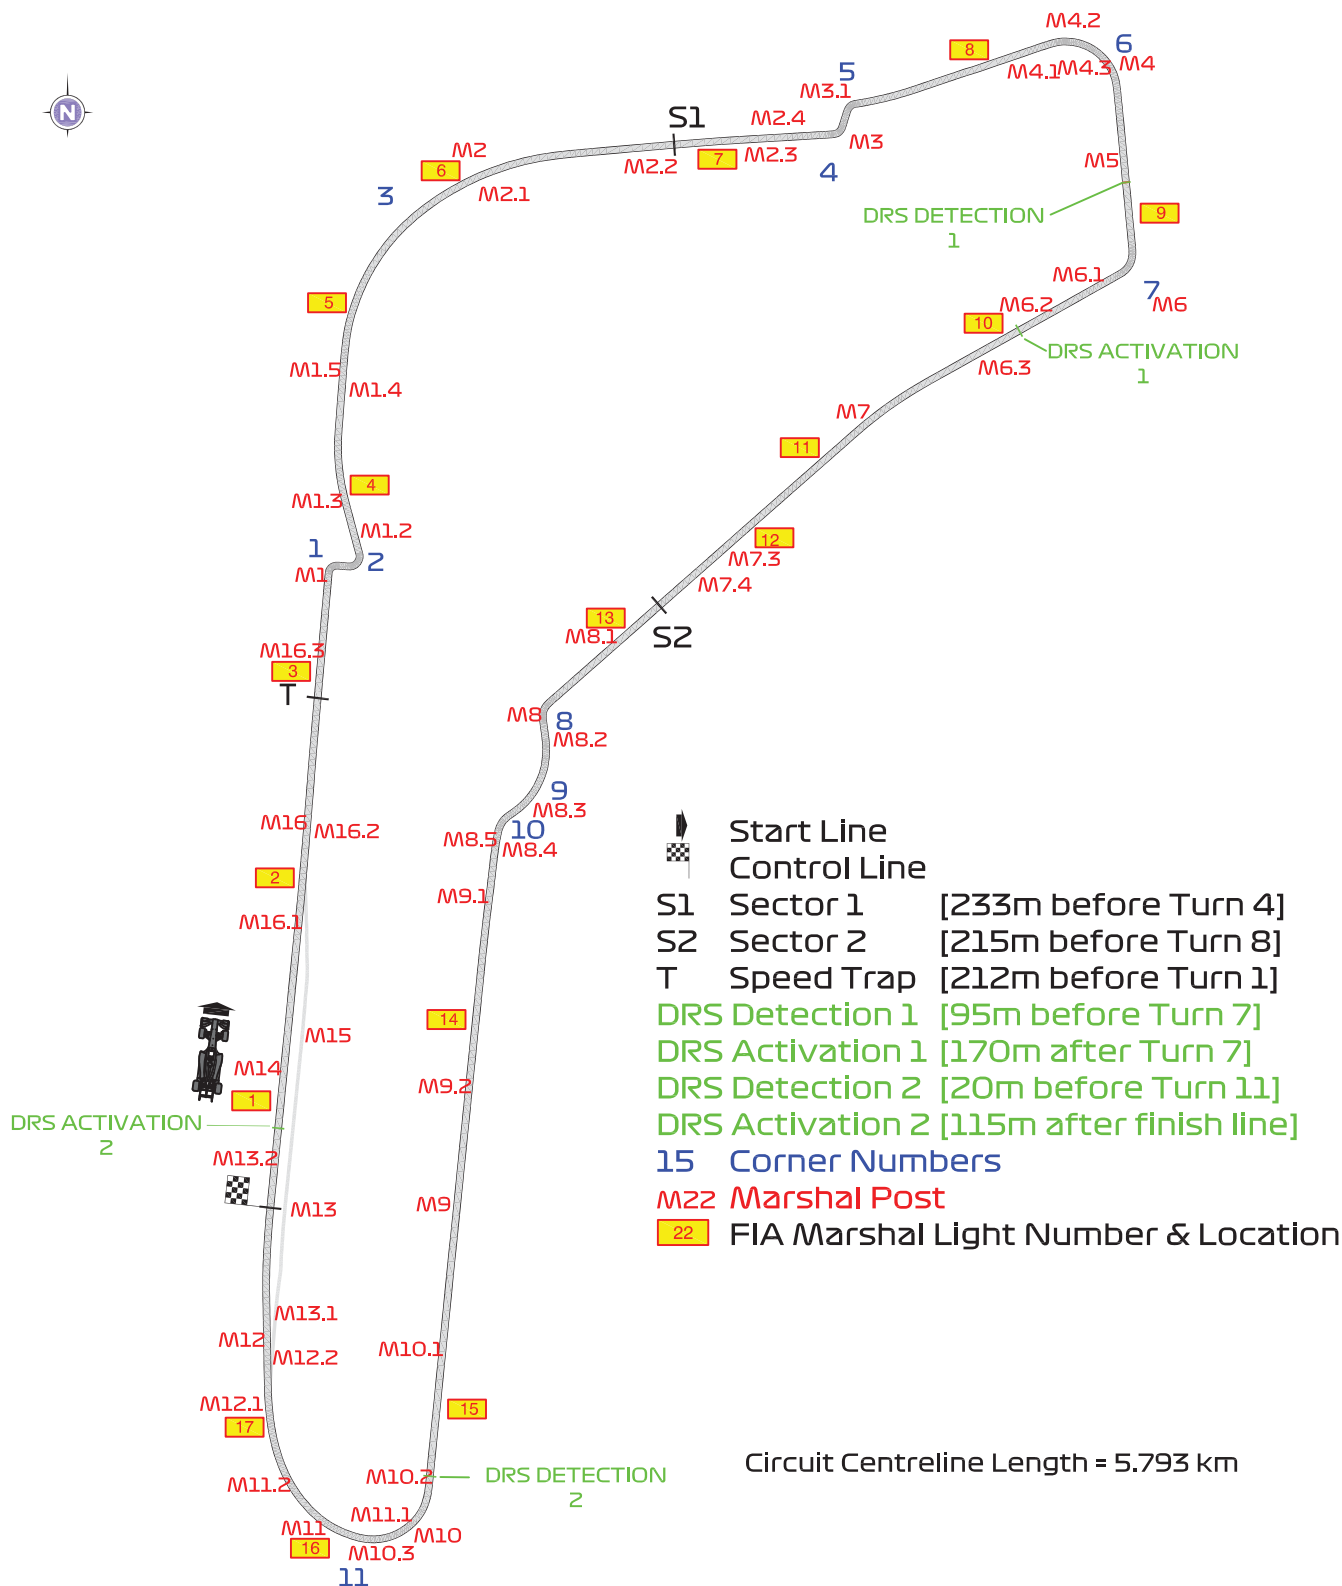 M4.2
6
8
M4
M4.1
M4.3
5
M3.1
N
S1
M2.4
M3
M2
M2.2
7
M2.3
4
6
M2.1
3
M5
DRS DETECTION
1
9
M6.1
7
M6
M6.2
10
DRS ACTIVATION
1
M6.3
5
M1.5
M1.4
M7
11
4
M1.3
M1.2
12
M7.3
M7.4
1
2
M1
13
M8.1
S2
M16.3
3
T
M8
8
M8.2
9
M8.3
10
M8.5
M8.4
M16
M16.2
2
M9.1
M16.1
14
M15
M14
1
M9.2
DRS ACTIVATION
2
M13.2
M13
M9
M13.1
M12
M12.2
M10.1
M12.1
17
15
M10.2
DRS DETECTION
2
M11.2
M11.1
M11
M10
16
M10.3
11
Start Line
Control Line
S1 Sector 1 [233m before Turn 4]
S2 Sector 2 [215m before Turn 8]
T Speed Trap [212m before Turn 1]
DRS Detection 1 [95m before Turn 7]
DRS Activation 1 [170m after Turn 7]
DRS Detection 2 [20m before Turn 11]
DRS Activation 2 [115m after finish line]
15 Corner Numbers
M22 Marshal Post
22 FIA Marshal Light Number & Location
Circuit Centreline Length = 5.793 km